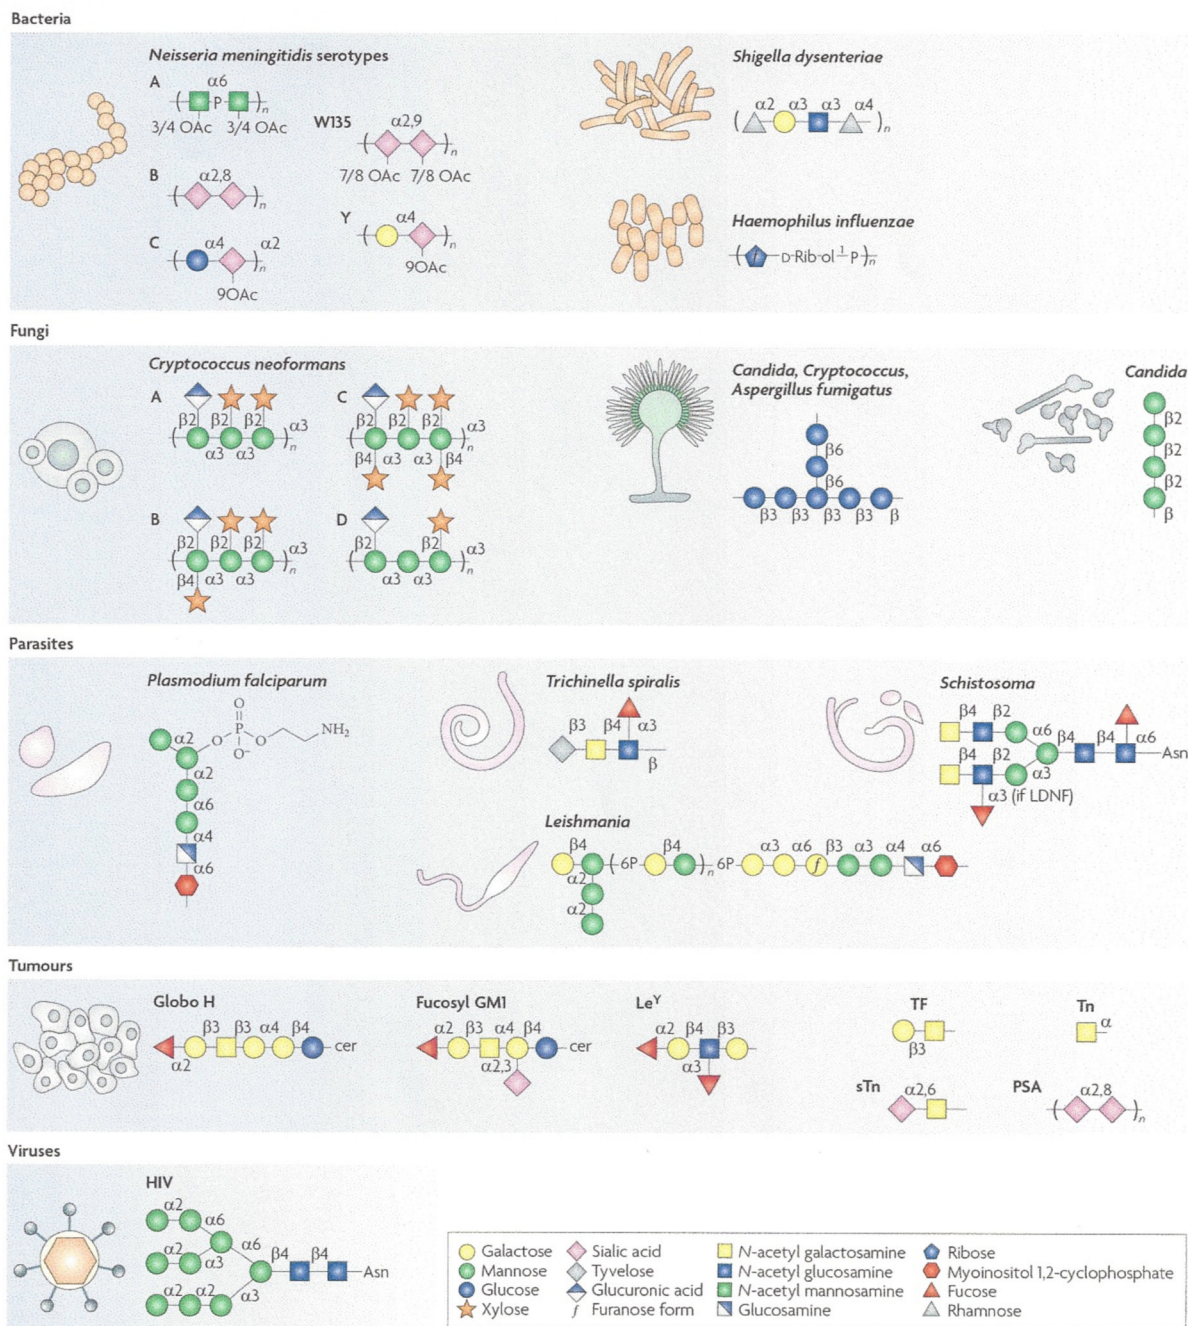 Bacteria
Neisseria meningitidis serotypes
A
α6
( P )n
3/4 OAc 3/4 OAc
W135
α2,9
( )n
7/8 OAc 7/8 OAc
B
α2,8
( )n
Y
α4
( )n
9OAc
C
α4 α2
( )n
9OAc
Shigella dysenteriae
α2 α3 α3 α4
( )n
Haemophilus influenzae
( f D-Rib-ol 1 P )n
Fungi
Cryptococcus neoformans
A
β2 β2 β2 α3
( )n
α3 α3
C
β2 β2 β2 α3
( )n
β4 α3 α3 β4
B
β2 β2 β2 α3
( )n
β4 α3 α3
D
β2 β2 α3
( )n
α3 α3
Candida, Cryptococcus,
Aspergillus fumigatus
β6
β6
β3 β3 β3 β3 β
Candida
β2
β2
β2
β
Parasites
Plasmodium falciparum
O
α2 O P O NH2
O-
α2
α6
α4
α6
Trichinella spiralis
β3 β4 α3
β
Schistosoma
β4 β2 α6 β4 β4 α6
Asn
β4 β2 α3
α3 (if LDNF)
Leishmania
β4 β4 α3 α6 β3 α3 α4 α6
( 6P )n 6P f
α2
α2
Tumours
Globo H
β3 β3 α4 β4
cer
α2
Fucosyl GM1
α2 β3 α4 β4
cer
α2,3
LeY
α2 β4 β3
α3
TF
β3
Tn
α
sTn
α2,6
PSA
α2,8
( )n
Viruses
HIV
α2
α6
α2 α6 β4 β4
α3 Asn
α2 α2 α3
Galactose Sialic acid N-acetyl galactosamine Ribose
Mannose Tyvelose N-acetyl glucosamine Myoinositol 1,2-cyclophosphate
Glucose Glucuronic acid N-acetyl mannosamine Fucose
Xylose f Furanose form Glucosamine Rhamnose